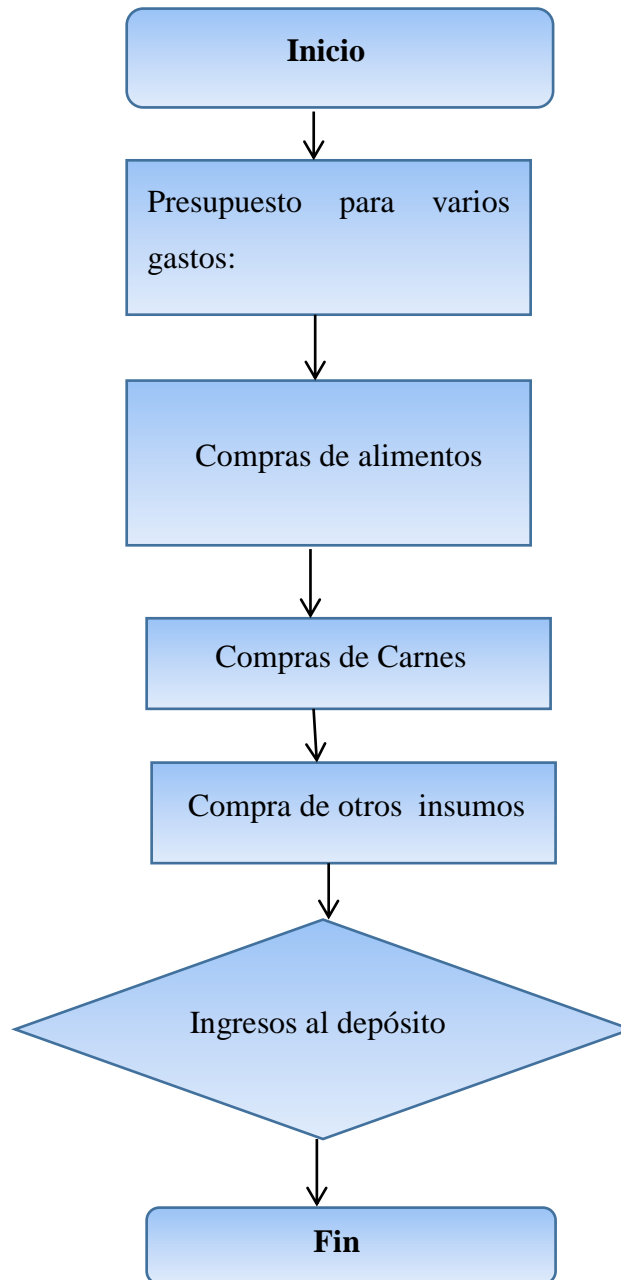 Inicio
Presupuesto para varios
gastos:
Compras de alimentos
Compras de Carnes
Compra de otros insumos
Ingresos al depósito
Fin